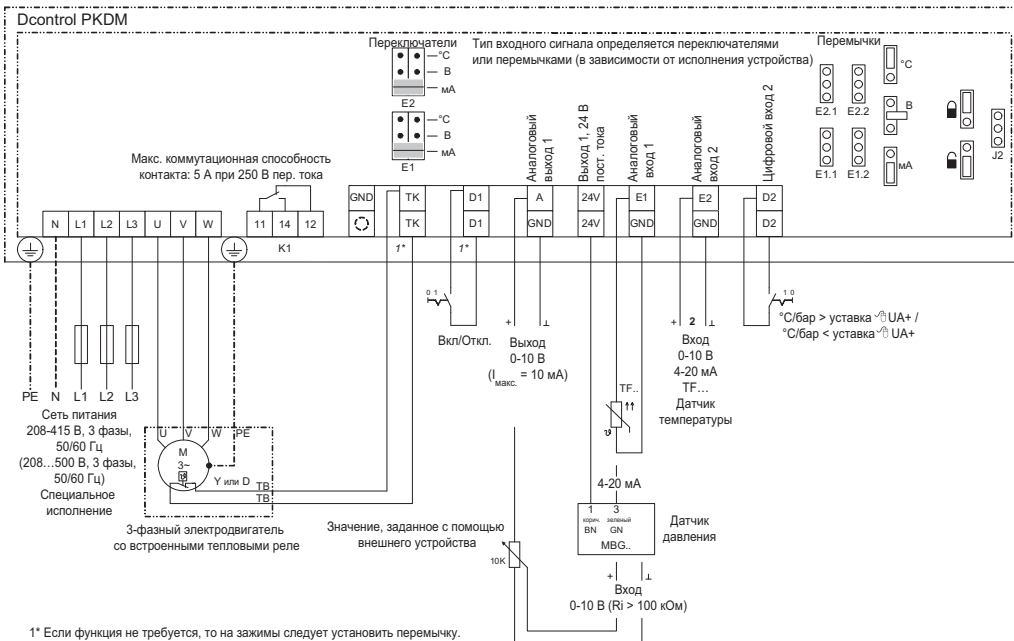 Dcontrol PKDM
Переключатели
°C
В
мА
E2
°C
В
мА
E1
Тип входного сигнала определяется переключателями
или перемычками (в зависимости от исполнения устройства)
Перемычки
E2.1 E2.2
E1.1 E1.2
°C
В
мА
J2
Макс. коммутационная способность
контакта: 5 А при 250 В пер. тока
Аналоговый
выход 1
Выход 1, 24 В
пост. тока
Аналоговый
вход 1
Аналоговый
вход 2
Цифровой вход 2
N L1 L2 L3 U V W
11 14 12
K1
GND TK D1 A 24V E1 E2 D2
TK D1 GND 24V GND GND D2
1* 1*
0 1
Вкл/Откл.
+ ⊥
Выход
0-10 В
(Iмакс. = 10 мА)
+ 2 ⊥
Вход
0-10 В
4-20 мА
TF…
Датчик
температуры
1 0
°C/бар > уставка UA+ /
°C/бар < уставка UA+
PE N L1 L2 L3
Сеть питания
208-415 В, 3 фазы,
50/60 Гц
(208…500 В, 3 фазы,
50/60 Гц)
Специальное
исполнение
U V W PE
M
3~
Y или D
TB
TB
3-фазный электродвигатель
со встроенными тепловыми реле
TF..
ϑ
4-20 мА
1 3
корич. зеленый
BN GN
MBG..
Датчик
давления
Значение, заданное с помощью
внешнего устройства
10K
+ ⊥
Вход
0-10 В (Ri > 100 кОм)
1* Если функция не требуется, то на зажимы следует установить перемычку.